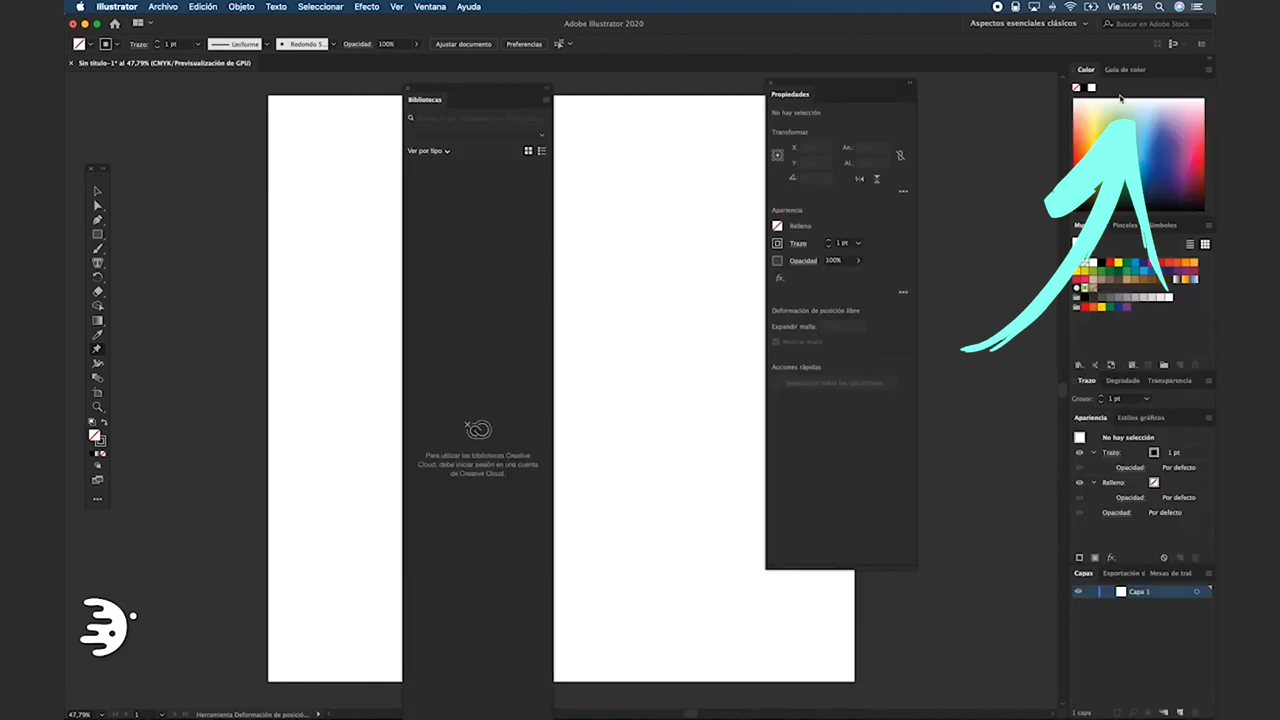 Illustrator Archivo Edición Objeto Texto Seleccionar Efecto Ver Ventana Ayuda
Vie 11:45
Adobe Illustrator 2020
Aspectos esenciales clásicos
Buscar en Adobe Stock
Trazo: 1 pt Uniforme Redondo 5... Opacidad: 100% Ajustar documento Preferencias
Sin título-1* al 47,79% (CMYK/Previsualización de GPU)
Bibliotecas
Ver por tipo
Para utilizar las bibliotecas Creative
Cloud, debe iniciar sesión en una cuenta
de Creative Cloud.
Propiedades
No hay selección
Transformar
X: An.:
Y: Al.:
Apariencia
Relleno
Trazo 1 pt
Opacidad 100%
fx
Deformación de posición libre
Expandir malla:
Mostrar malla
Acciones rápidas
Color Guía de color
Pinceles Símbolos
Trazo Degradado Transparencia
Grosor: 1 pt
Apariencia Estilos gráficos
No hay selección
Trazo: 1 pt
Opacidad: Por defecto
Relleno:
Opacidad: Por defecto
Opacidad: Por defecto
fx
Capas Exportación d Mesas de tral
Capa 1
1 capa
47,79% 1 Herramienta Deformación de posició...